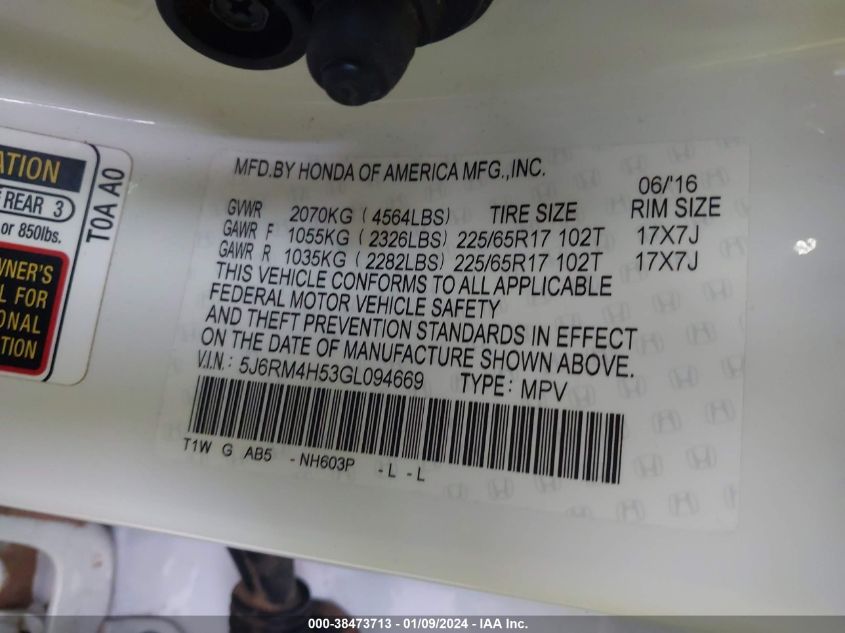 ATION
REAR 3
or 850lbs.
WNER'S
L FOR
ONAL
TION
T0A A0
MFD.BY HONDA OF AMERICA MFG.,INC.
06/'16
GVWR 2070KG (4564LBS) TIRE SIZE RIM SIZE
GAWR F 1055KG (2326LBS) 225/65R17 102T 17X7J
GAWR R 1035KG (2282LBS) 225/65R17 102T 17X7J
THIS VEHICLE CONFORMS TO ALL APPLICABLE
FEDERAL MOTOR VEHICLE SAFETY
AND THEFT PREVENTION STANDARDS IN EFFECT
ON THE DATE OF MANUFACTURE SHOWN ABOVE.
V.I.N.: 5J6RM4H53GL094669 TYPE: MPV
T1W G AB5 -NH603P -L -L
000-38473713 - 01/09/2024 - IAA Inc.